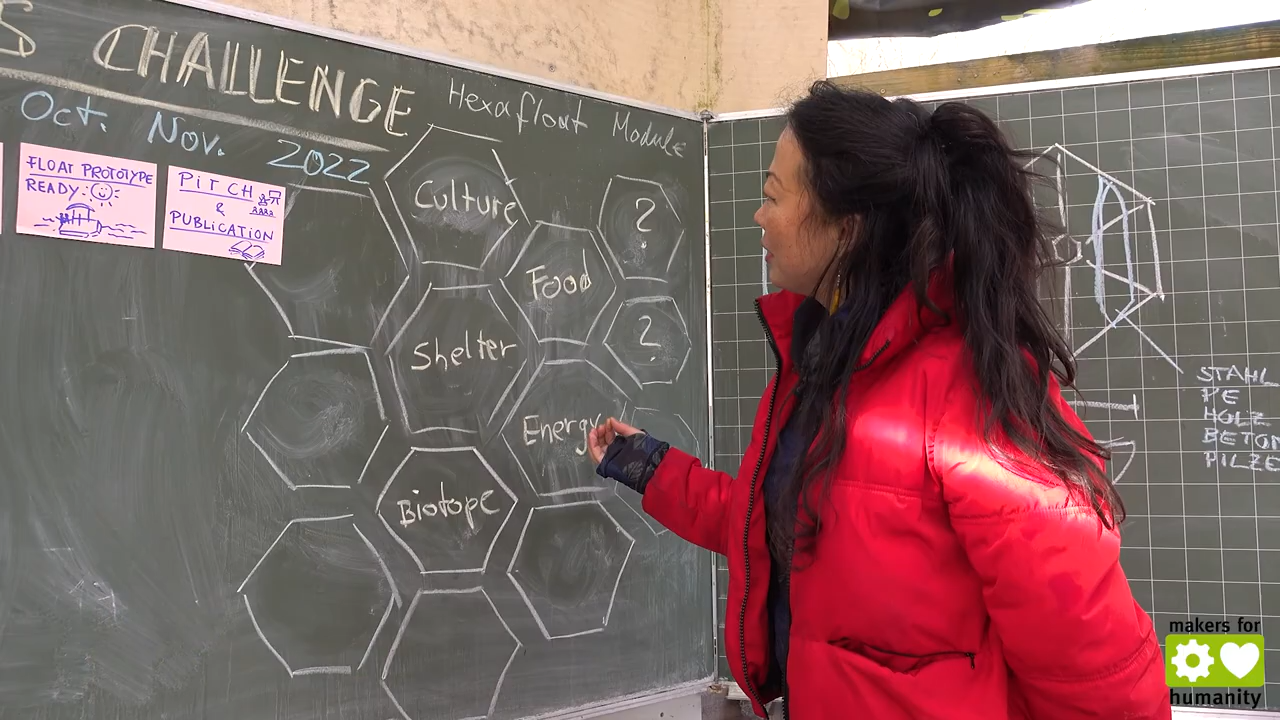 S CHALLENGE
Hexafloat Module
Oct. Nov. 2022
FLOAT PROTOTYPE
READY:
PITCH
&
PUBLICATION
Culture
?
Food
Shelter
?
Energy
Biotope
STAHL
PE
HOLZ
BETON
PILZE
makers for
humanity